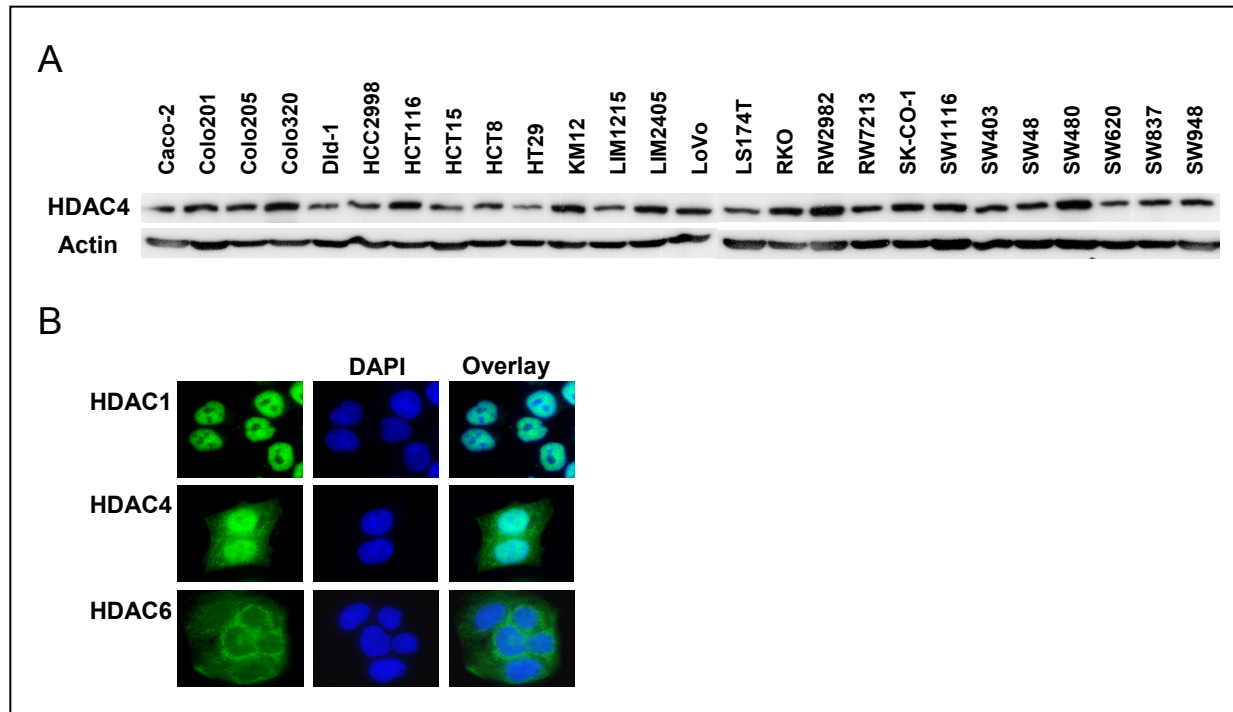 A
Caco-2 Colo201 Colo205 Colo320 Dld-1 HCC2998 HCT116 HCT15 HCT8 HT29 KM12 LIM1215 LIM2405 LoVo LS174T RKO RW2982 RW7213 SK-CO-1 SW1116 SW403 SW48 SW480 SW620 SW837 SW948
HDAC4
Actin
B
DAPI Overlay
HDAC1
HDAC4
HDAC6